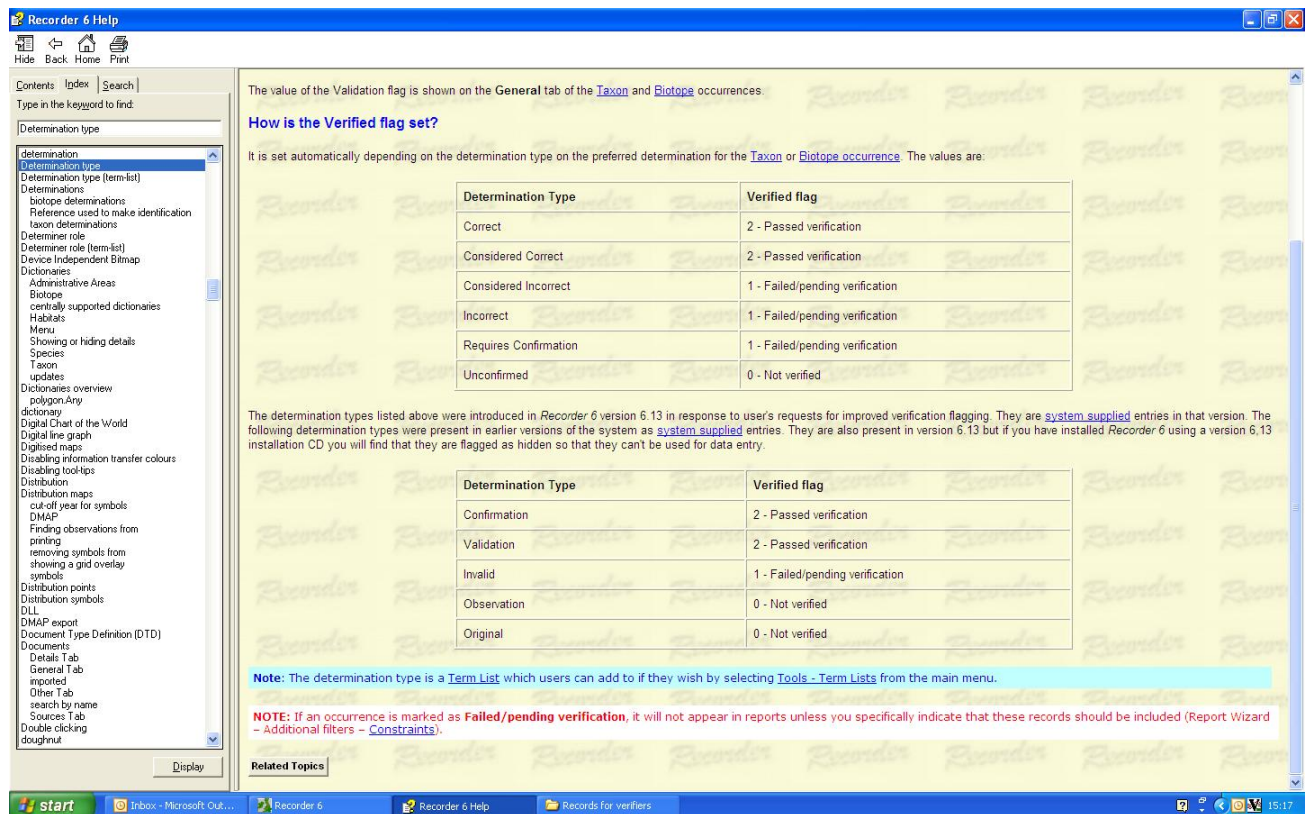 Recorder 6 Help
Hide Back Home Print
Contents Index Search
Type in the keyword to find:
Determination type
determination
Determination type
Determination type (term-list)
Determinations
biotope determinations
Reference used to make identification
taxon determinations
Determiner role
Determiner role (term-list)
Device Independent Bitmap
Dictionaries
Administrative Areas
Biotope
centrally supported dictionaries
Habitats
Menu
Showing or hiding details
Species
Taxon
updates
Dictionaries overview
polygon.Any
dictionary
Digital Chart of the World
Digital line graph
Digitised maps
Disabling information transfer colours
Disabling tool-tips
Distribution
Distribution maps
cut-off year for symbols
DMAP
Finding observations from
printing
removing symbols from
showing a grid overlay
symbols
Distribution points
Distribution symbols
DLL
DMAP export
Document Type Definition (DTD)
Documents
Details Tab
General Tab
imported
Other Tab
search by name
Sources Tab
Double clicking
doughnut
Display
The value of the Validation flag is shown on the General tab of the Taxon and Biotope occurrences.
How is the Verified flag set?
It is set automatically depending on the determination type on the preferred determination for the Taxon or Biotope occurrence. The values are:
Determination Type Verified flag
Correct 2 - Passed verification
Considered Correct 2 - Passed verification
Considered Incorrect 1 - Failed/pending verification
Incorrect 1 - Failed/pending verification
Requires Confirmation 1 - Failed/pending verification
Unconfirmed 0 - Not verified
The determination types listed above were introduced in Recorder 6 version 6.13 in response to user's requests for improved verification flagging. They are system supplied entries in that version. The
following determination types were present in earlier versions of the system as system supplied entries. They are also present in version 6.13 but if you have installed Recorder 6 using a version 6,13
installation CD you will find that they are flagged as hidden so that they can't be used for data entry.
Determination Type Verified flag
Confirmation 2 - Passed verification
Validation 2 - Passed verification
Invalid 1 - Failed/pending verification
Observation 0 - Not verified
Original 0 - Not verified
Note: The determination type is a Term List which users can add to if they wish by selecting Tools - Term Lists from the main menu.
NOTE: If an occurrence is marked as Failed/pending verification, it will not appear in reports unless you specifically indicate that these records should be included (Report Wizard
– Additional filters – Constraints).
Related Topics
start Inbox - Microsoft Out... Recorder 6 Recorder 6 Help Records for verifiers 15:17